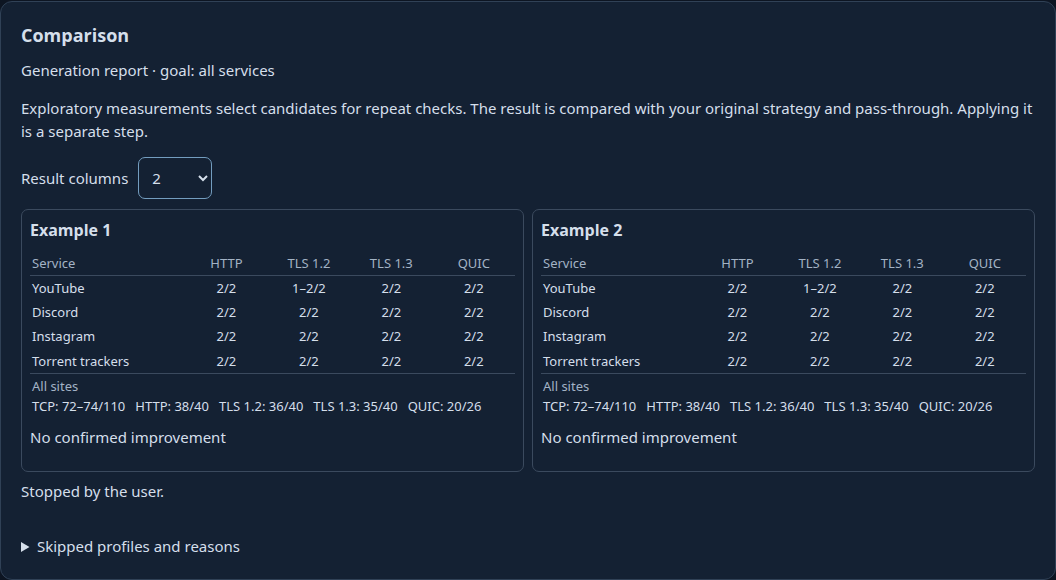 Comparison
Generation report · goal: all services
Exploratory measurements select candidates for repeat checks. The result is compared with your original strategy and pass-through. Applying it
is a separate step.
Result columns 2
Example 1
Service HTTP TLS 1.2 TLS 1.3 QUIC
YouTube 2/2 1–2/2 2/2 2/2
Discord 2/2 2/2 2/2 2/2
Instagram 2/2 2/2 2/2 2/2
Torrent trackers 2/2 2/2 2/2 2/2
All sites
TCP: 72–74/110 HTTP: 38/40 TLS 1.2: 36/40 TLS 1.3: 35/40 QUIC: 20/26
No confirmed improvement
Example 2
Service HTTP TLS 1.2 TLS 1.3 QUIC
YouTube 2/2 1–2/2 2/2 2/2
Discord 2/2 2/2 2/2 2/2
Instagram 2/2 2/2 2/2 2/2
Torrent trackers 2/2 2/2 2/2 2/2
All sites
TCP: 72–74/110 HTTP: 38/40 TLS 1.2: 36/40 TLS 1.3: 35/40 QUIC: 20/26
No confirmed improvement
Stopped by the user.
Skipped profiles and reasons